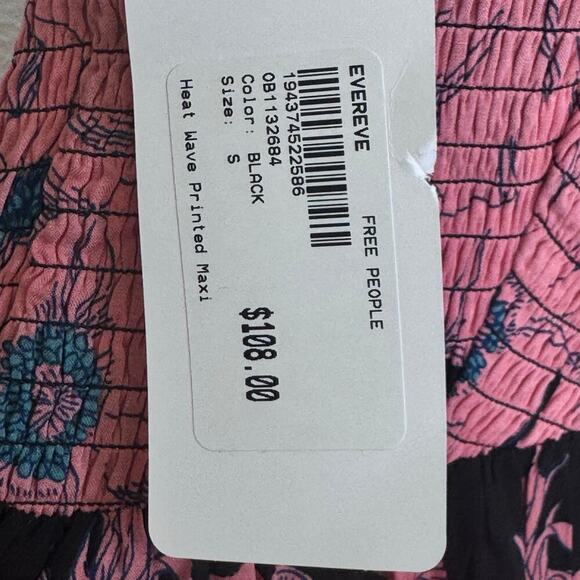 EVEREVE
FREE PEOPLE
194374522586
OB1132684
Color: BLACK
Size: S
$108.00
Heat Wave Printed Maxi